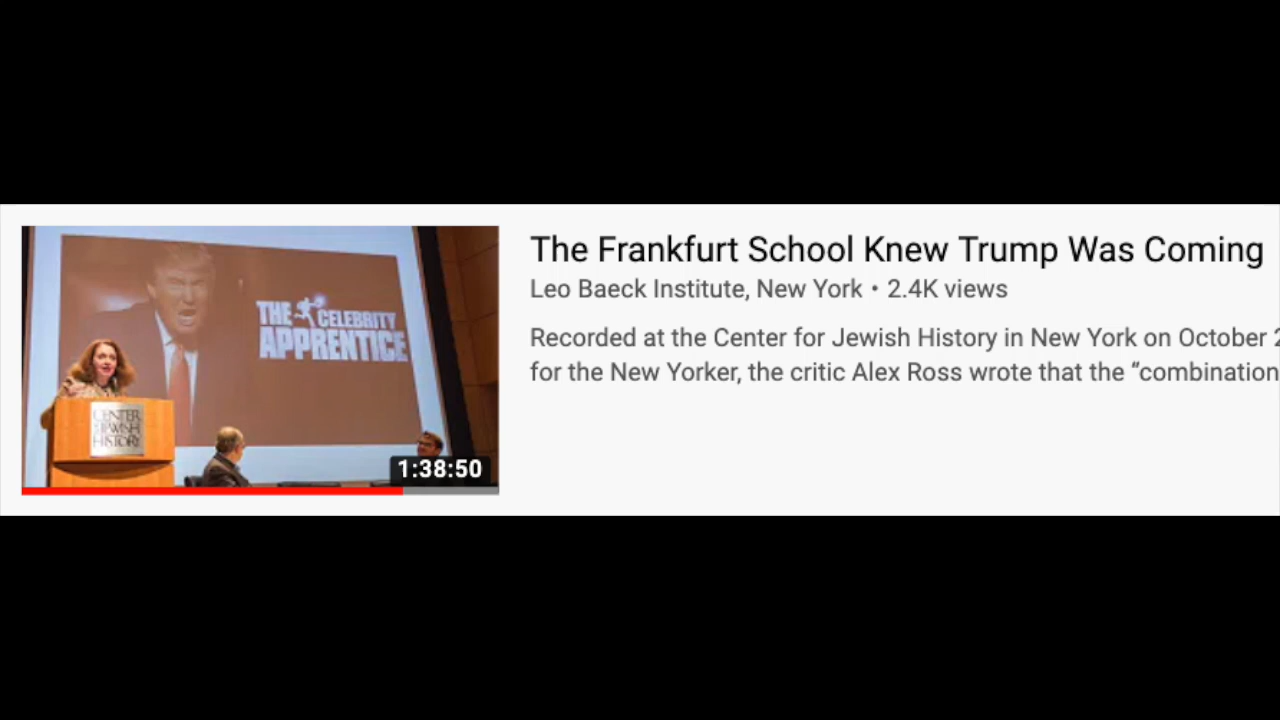 THE CELEBRITY
APPRENTICE
CENTER
JEWISH
HISTORY
1:38:50
The Frankfurt School Knew Trump Was Coming
Leo Baeck Institute, New York • 2.4K views
Recorded at the Center for Jewish History in New York on October 2
for the New Yorker, the critic Alex Ross wrote that the “combination